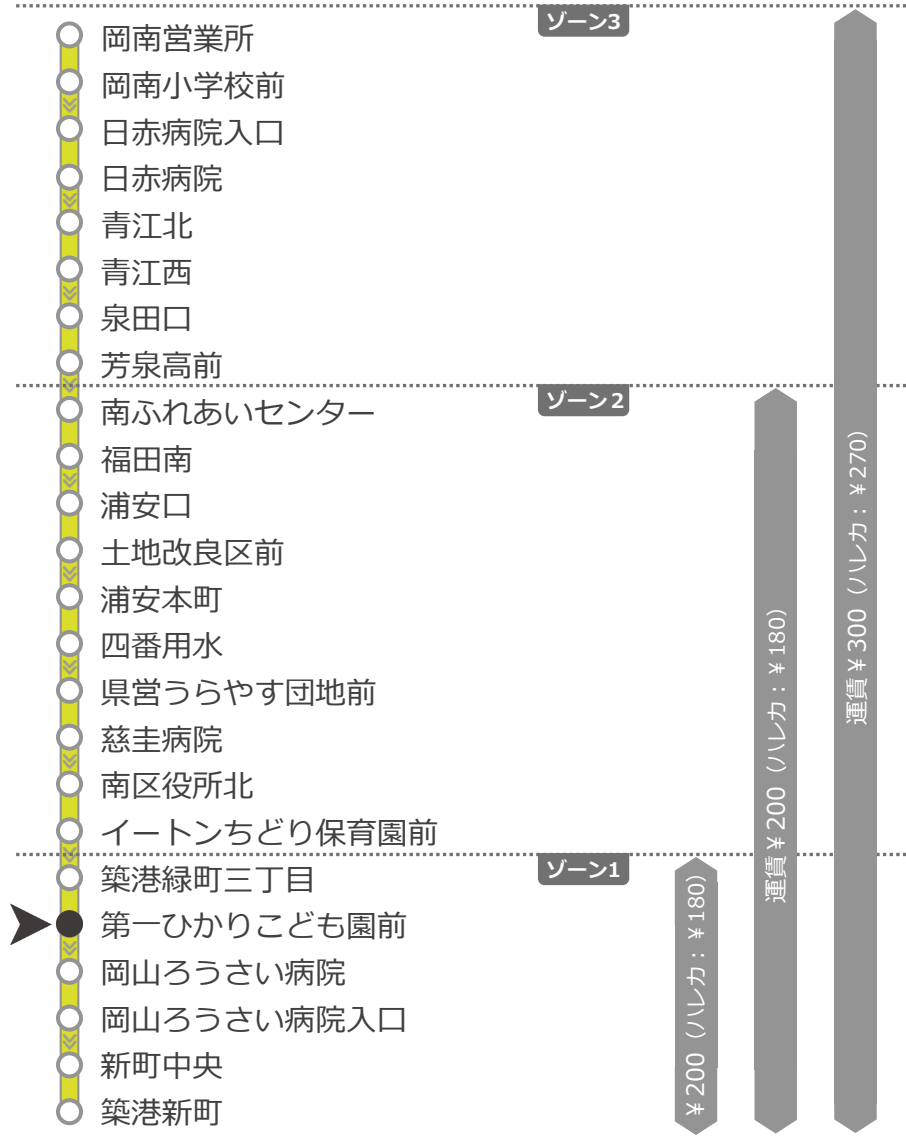 ゾーン3
岡南営業所
岡南小学校前
日赤病院入口
日赤病院
青江北
青江西
泉田口
芳泉高前
ゾーン２
南ふれあいセンター
福田南
浦安口
土地改良区前
浦安本町
四番用水
県営うらやす団地前
慈圭病院
南区役所北
イートンちどり保育園前
ゾーン1
築港緑町三丁目
第一ひかりこども園前
岡山ろうさい病院
岡山ろうさい病院入口
新町中央
築港新町
¥ 200（ハレカ：¥ 180）
運賃 ¥ 200（ハレカ：¥ 180）
運賃 ¥ 300（ハレカ：¥ 270）